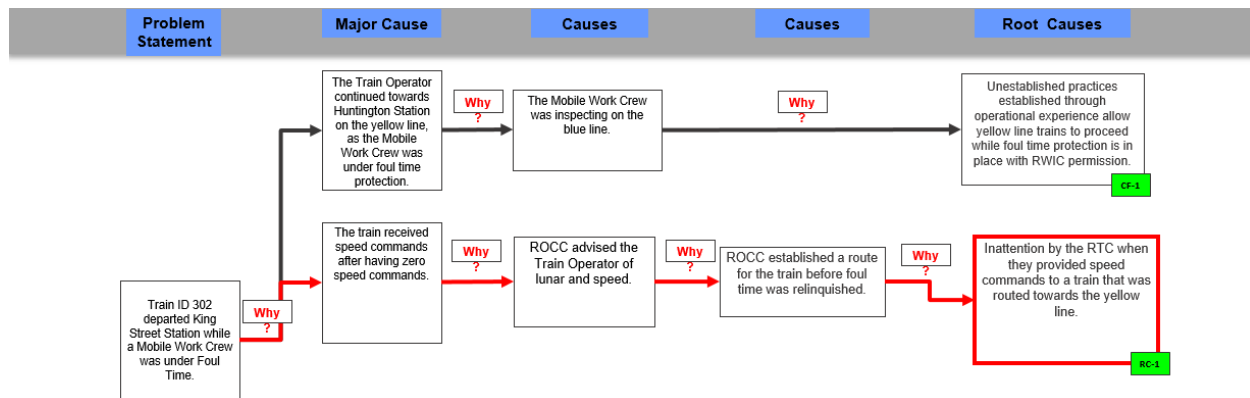 Problem
Statement
Major Cause
Causes
Causes
Root Causes
The Train Operator
continued towards
Huntington Station
on the yellow line,
as the Mobile
Work Crew was
under foul time
protection.
Why
?
The Mobile Work Crew
was inspecting on the
blue line.
Why
?
Unestablished practices
established through
operational experience allow
yellow line trains to proceed
while foul time protection is in
place with RWIC permission.
CF-1
Train ID 302
departed King
Street Station while
a Mobile Work Crew
was under Foul
Time.
Why
?
The train received
speed commands
after having zero
speed commands.
Why
?
ROCC advised the
Train Operator of
lunar and speed.
Why
?
ROCC established a route
for the train before foul
time was relinquished.
Why
?
Inattention by the RTC when
they provided speed
commands to a train that was
routed towards the yellow
line.
RC-1